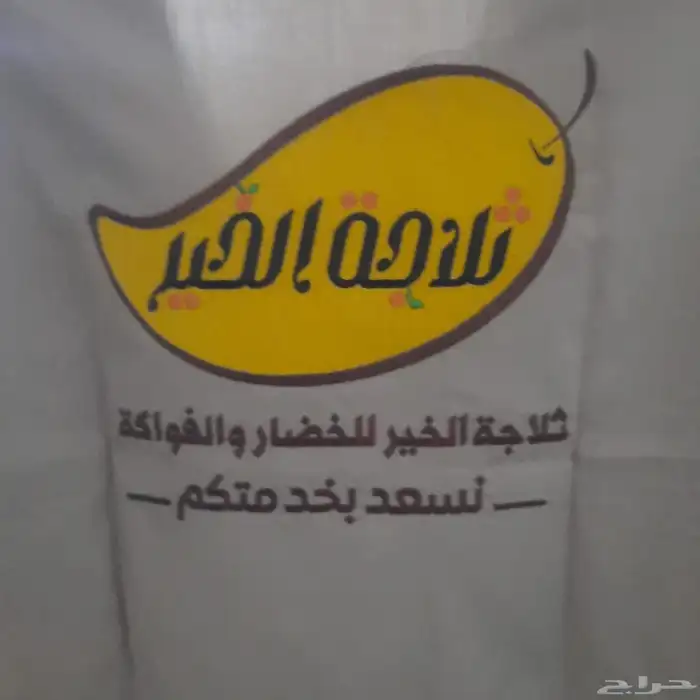 ثلاجة الخير
ثلاجة الخير للخضار والفواكة
نسعد بخدمتكم
حراج